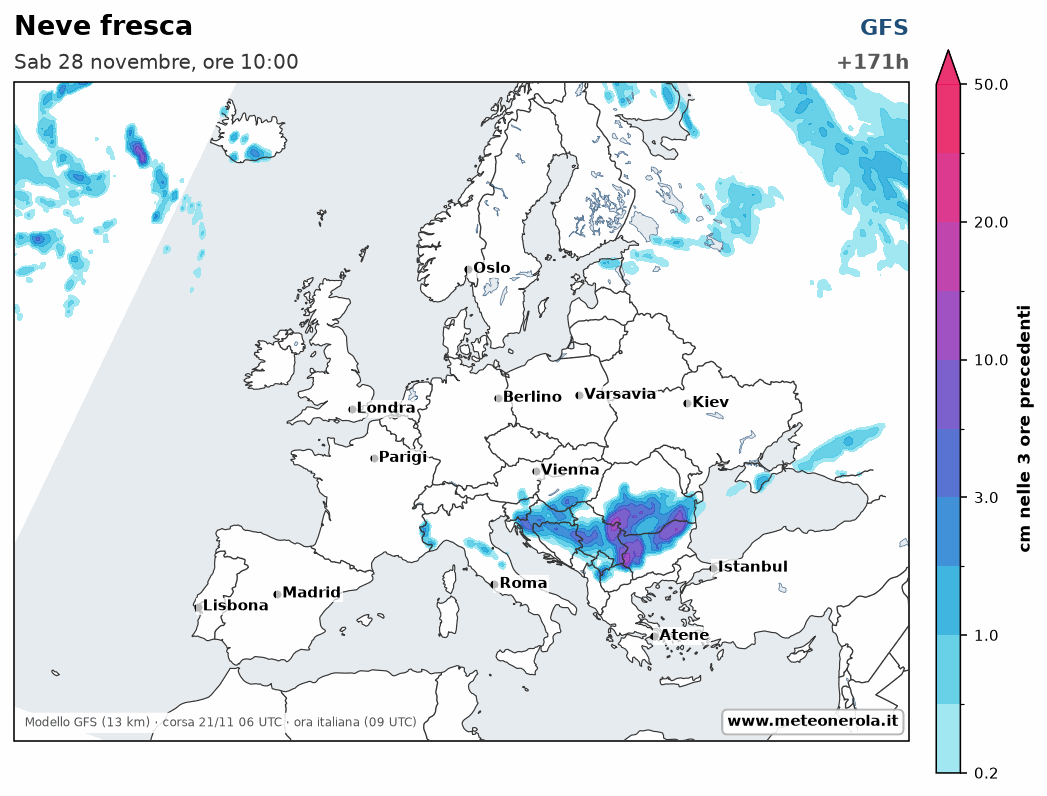 Neve fresca
GFS
Sab 28 novembre, ore 10:00
+171h
50.0
20.0
10.0
3.0
1.0
0.2
cm nelle 3 ore precedenti
Oslo
Berlino
Varsavia
Kiev
Londra
Parigi
Vienna
Istanbul
Roma
Madrid
Lisbona
Atene
Modello GFS (13 km) · corsa 21/11 06 UTC · ora italiana (09 UTC)
www.meteonerola.it